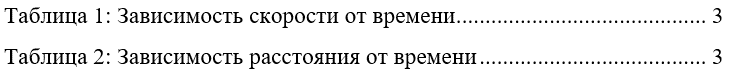 Таблица 1: Зависимость скорости от времени........................................ 3
Таблица 2: Зависимость расстояния от времени .................................... 3